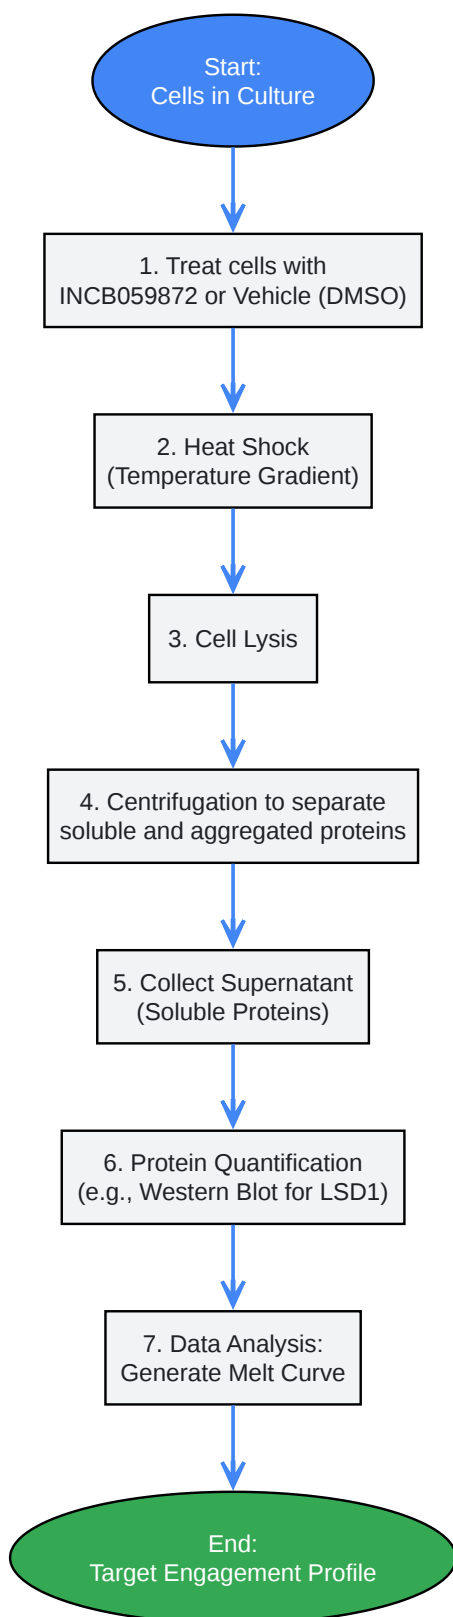 Start:
Cells in Culture
1. Treat cells with
INCB059872 or Vehicle (DMSO)
2. Heat Shock
(Temperature Gradient)
3. Cell Lysis
4. Centrifugation to separate
soluble and aggregated proteins
5. Collect Supernatant
(Soluble Proteins)
6. Protein Quantification
(e.g., Western Blot for LSD1)
7. Data Analysis:
Generate Melt Curve
End:
Target Engagement Profile